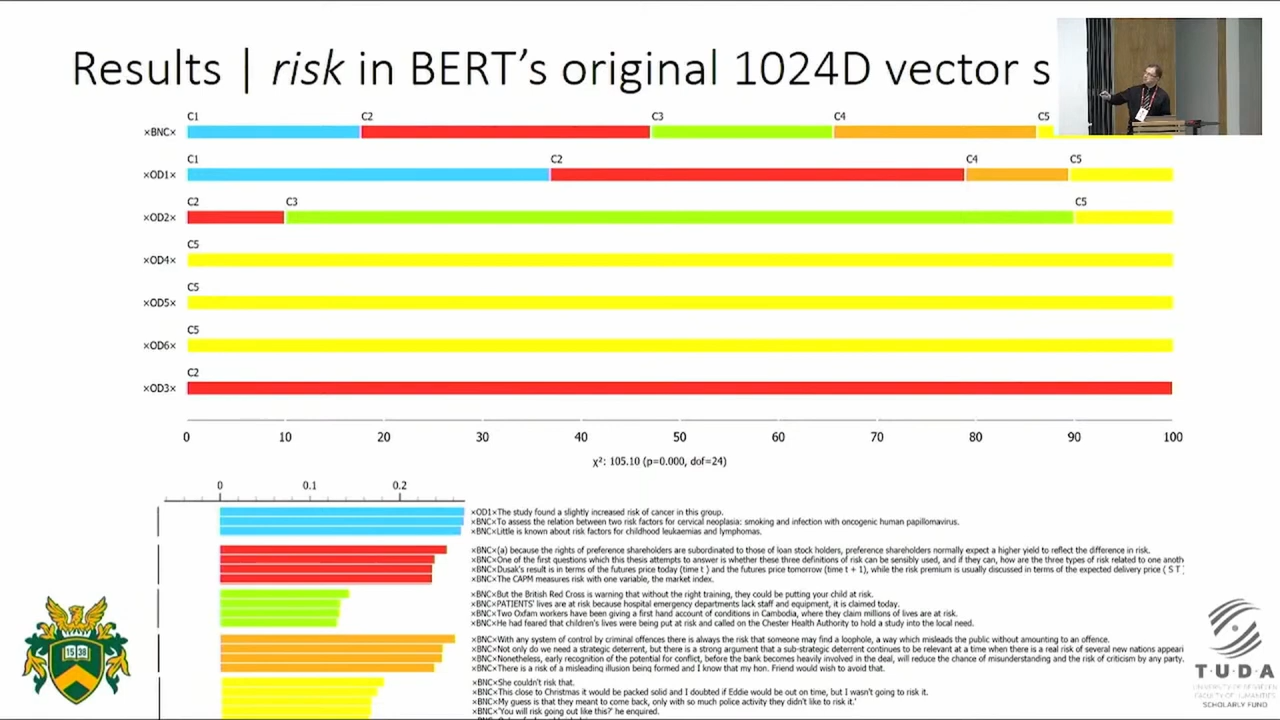 Results | risk in BERT's original 1024D vector s
C1 C2 C3 C4 C5
×BNC×
C1 C2 C4 C5
×OD1×
C2 C3 C5
×OD2×
C5
×OD4×
C5
×OD5×
C5
×OD6×
C2
×OD3×
0 10 20 30 40 50 60 70 80 90 100
χ²: 105.10 (p=0.000, dof=24)
0 0.1 0.2
×OD1×The study found a slightly increased risk of cancer in this group.
×BNC×To assess the relation between two risk factors for cervical neoplasia: smoking and infection with oncogenic human papillomavirus.
×BNC×Little is known about risk factors for childhood leukaemias and lymphomas.
×BNC×(a) because the rights of preference shareholders are subordinated to those of loan stock holders, preference shareholders normally expect a higher yield to reflect the difference in risk.
×BNC×One of the first questions which this thesis attempts to answer is whether these three definitions of risk can be sensibly used, and if they can, how are the three types of risk related to one anoth
×BNC×Dusak's result is in terms of the futures price today (time t ) and the futures price tomorrow (time t + 1), while the risk premium is usually discussed in terms of the expected delivery price ( S T
×BNC×The CAPM measures risk with one variable, the market index.
×BNC×But the British Red Cross is warning that without the right training, they could be putting your child at risk.
×BNC×PATIENTS' lives are at risk because hospital emergency departments lack staff and equipment, it is claimed today.
×BNC×Two Oxfam workers have been giving a first hand account of conditions in Cambodia, where they claim millions of lives are at risk.
×BNC×He had feared that children's lives were being put at risk and called on the Chester Health Authority to hold a study into the local need.
×BNC×With any system of control by criminal offences there is always the risk that someone may find a loophole, a way which misleads the public without amounting to an offence.
×BNC×Not only do we need a strategic deterrent, but there is a strong argument that a sub-strategic deterrent continues to be relevant at a time when there is a real risk of several new nations appeari
×BNC×Nonetheless, early recognition of the potential for conflict, before the bank becomes heavily involved in the deal, will reduce the chance of misunderstanding and the risk of criticism by any party.
×BNC×There is a risk of a misleading illusion being formed and I know that my hon. Friend would wish to avoid that.
×BNC×She couldn't risk that.
×BNC×This close to Christmas it would be packed solid and I doubted if Eddie would be out on time, but I wasn't going to risk it.
×BNC×My guess is that they meant to come back, only with so much police activity they didn't like to risk it.'
×BNC×'You will risk going out like this?' he enquired.
15 38
T·U·D·A
UNIVERSITY OF DEBRECEN
FACULTY OF HUMANITIES
SCHOLARLY FUND